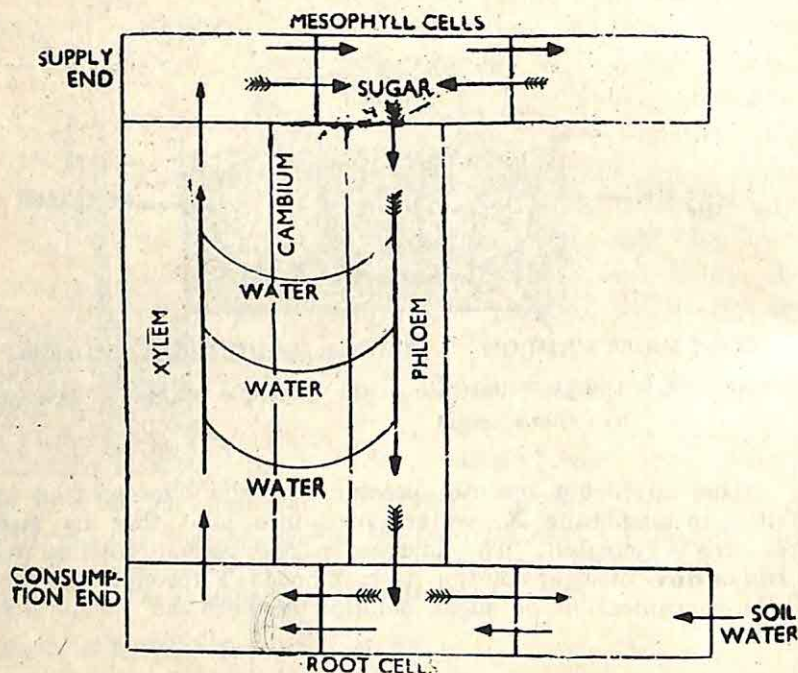 MESOPHYLL CELLS
SUPPLY
END
SUGAR
CAMBIUM
WATER
XYLEM
PHLOEM
WATER
WATER
CONSUMP-
TION END
SOIL
WATER
ROOT CELLS